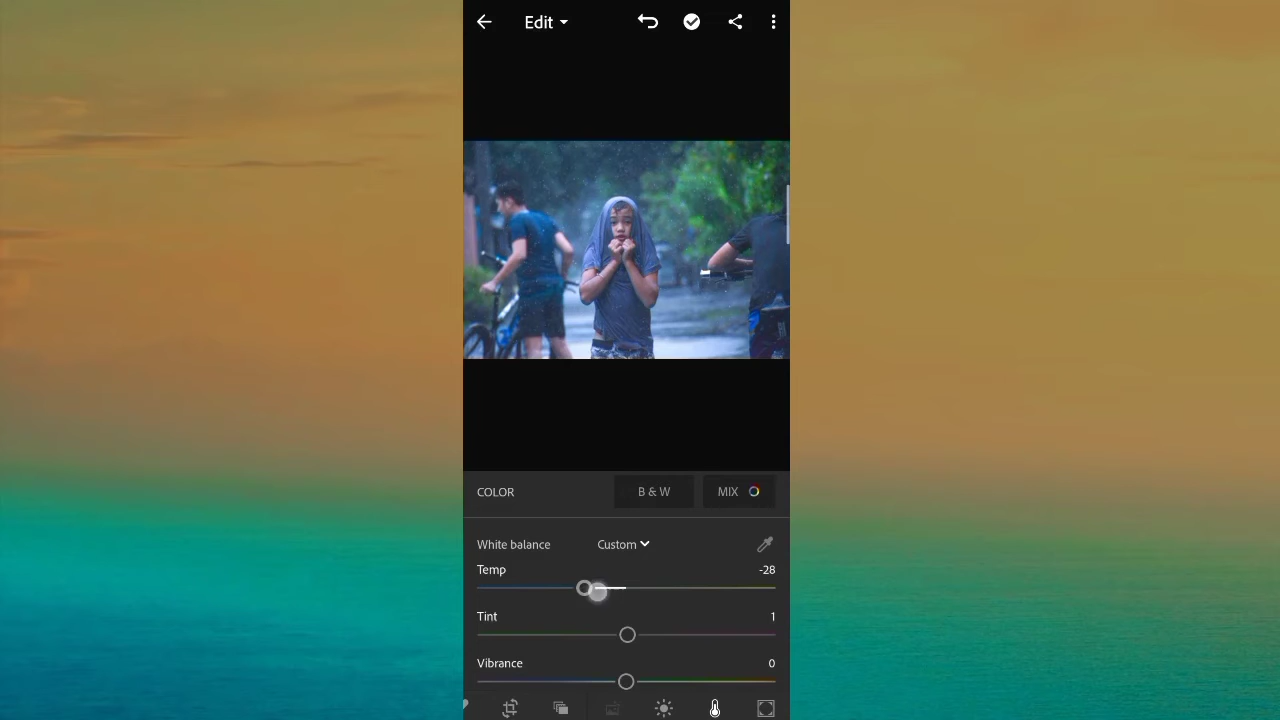 Edit
COLOR
B & W
MIX
White balance
Custom
Temp
-28
Tint
1
Vibrance
0